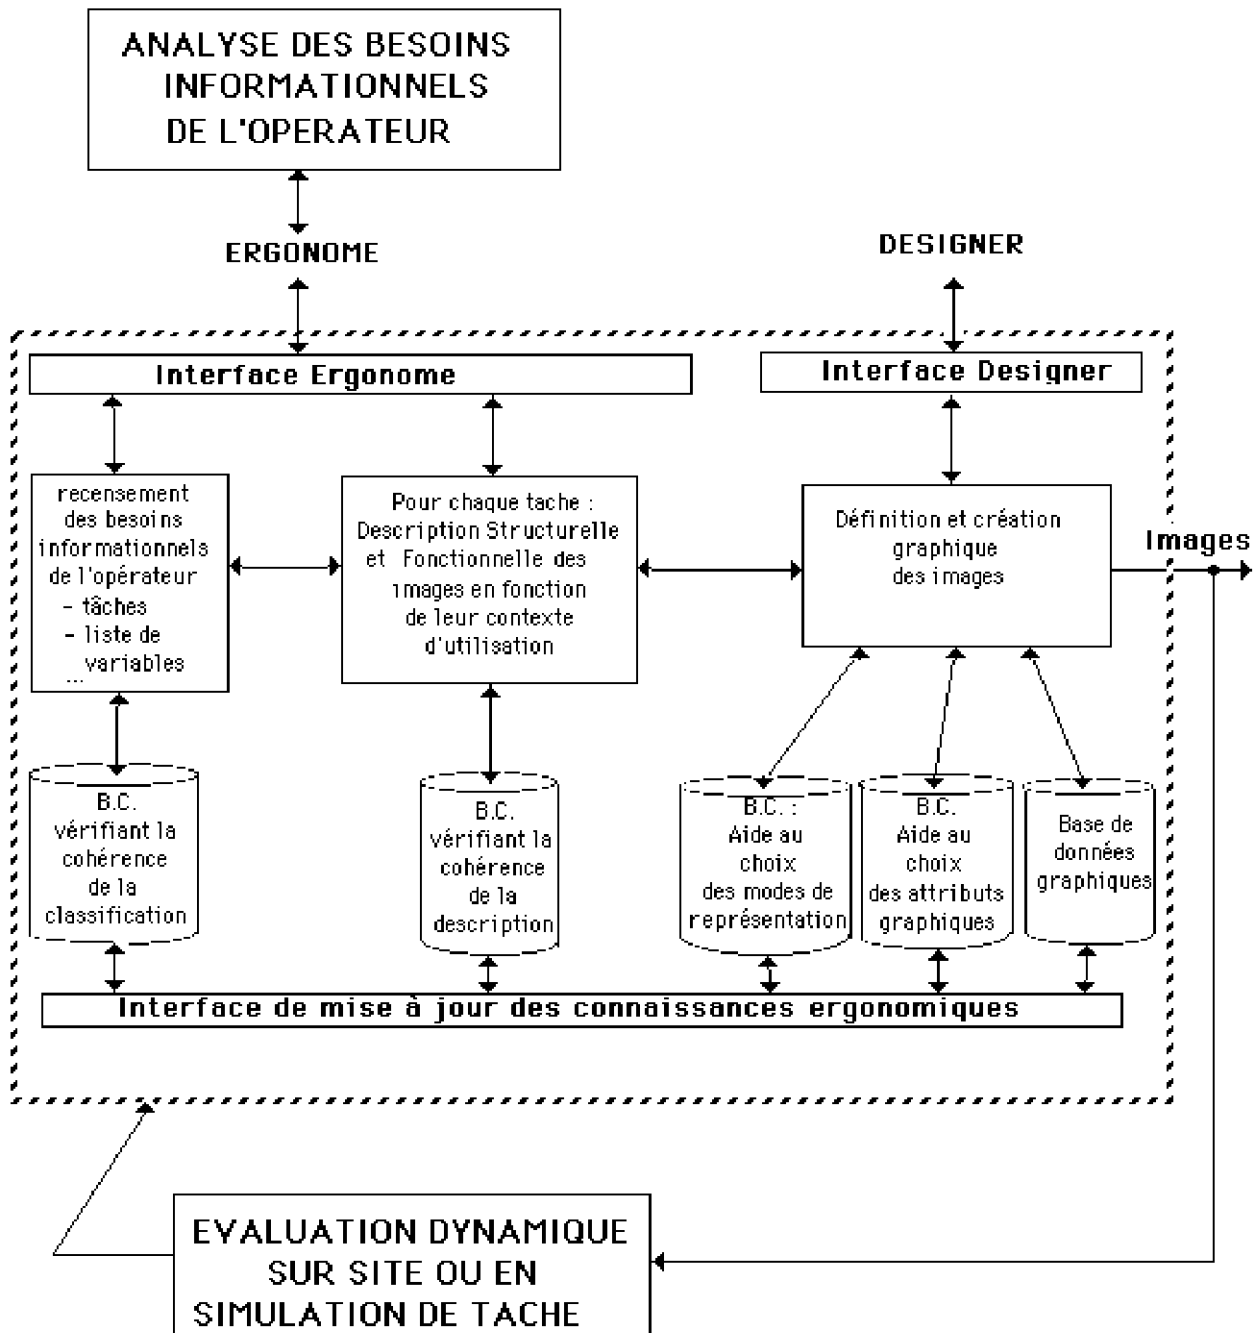 ANALYSE DES BESOINS
INFORMATIONNELS
DE L'OPERATEUR
ERGONOME
DESIGNER
Interface Ergonome
Interface Designer
recensement
des besoins
informationnels
de l'opérateur
- tâches
- liste de
variables
...
Pour chaque tache :
Description Structurelle
et Fonctionnelle des
images en fonction
de leur contexte
d'utilisation
Définition et création
graphique
des images
Images
B.C.
vérifiant la
cohérence
de la
classification
B.C.
vérifiant la
cohérence
de la
description
B.C. :
Aide au
choix
des modes de
représentation
B.C.
Aide au
choix
des attributs
graphiques
Base de
données
graphiques
Interface de mise à jour des connaissances ergonomiques
EVALUATION DYNAMIQUE
SUR SITE OU EN
SIMULATION DE TACHE